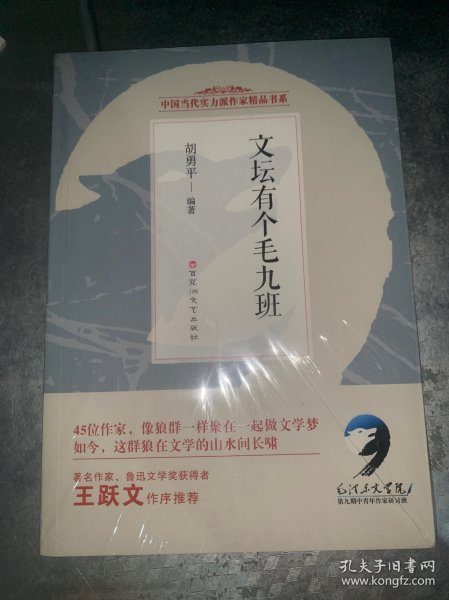 中国当代实力派作家精品书系
文坛有个毛九班
胡勇平——编著
百花洲文艺出版社
45位作家，像狼群一样聚在一起做文学梦
如今，这群狼在文学的山水间长啸
著名作家、鲁迅文学奖获得者
王跃文作序推荐
毛泽东文学院
第九期中青年作家研讨班
孔夫子旧书网
www.kongfz.com